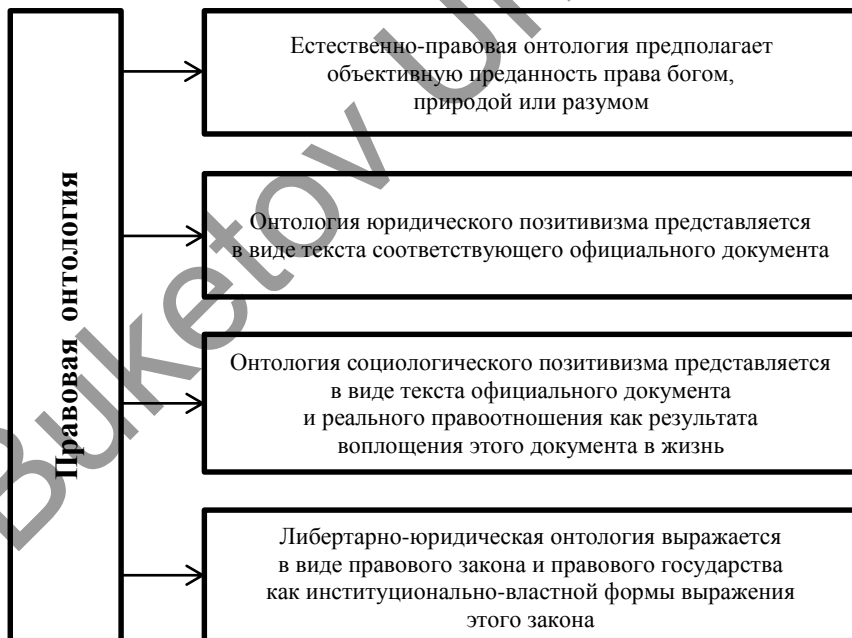 Правовая онтология
Естественно-правовая онтология предполагает
объективную преданность права богом,
природой или разумом
Онтология юридического позитивизма представляется
в виде текста соответствующего официального документа
Онтология социологического позитивизма представляется
в виде текста официального документа
и реального правоотношения как результата
воплощения этого документа в жизнь
Либертарно-юридическая онтология выражается
в виде правового закона и правового государства
как институционально-властной формы выражения
этого закона
Buketov